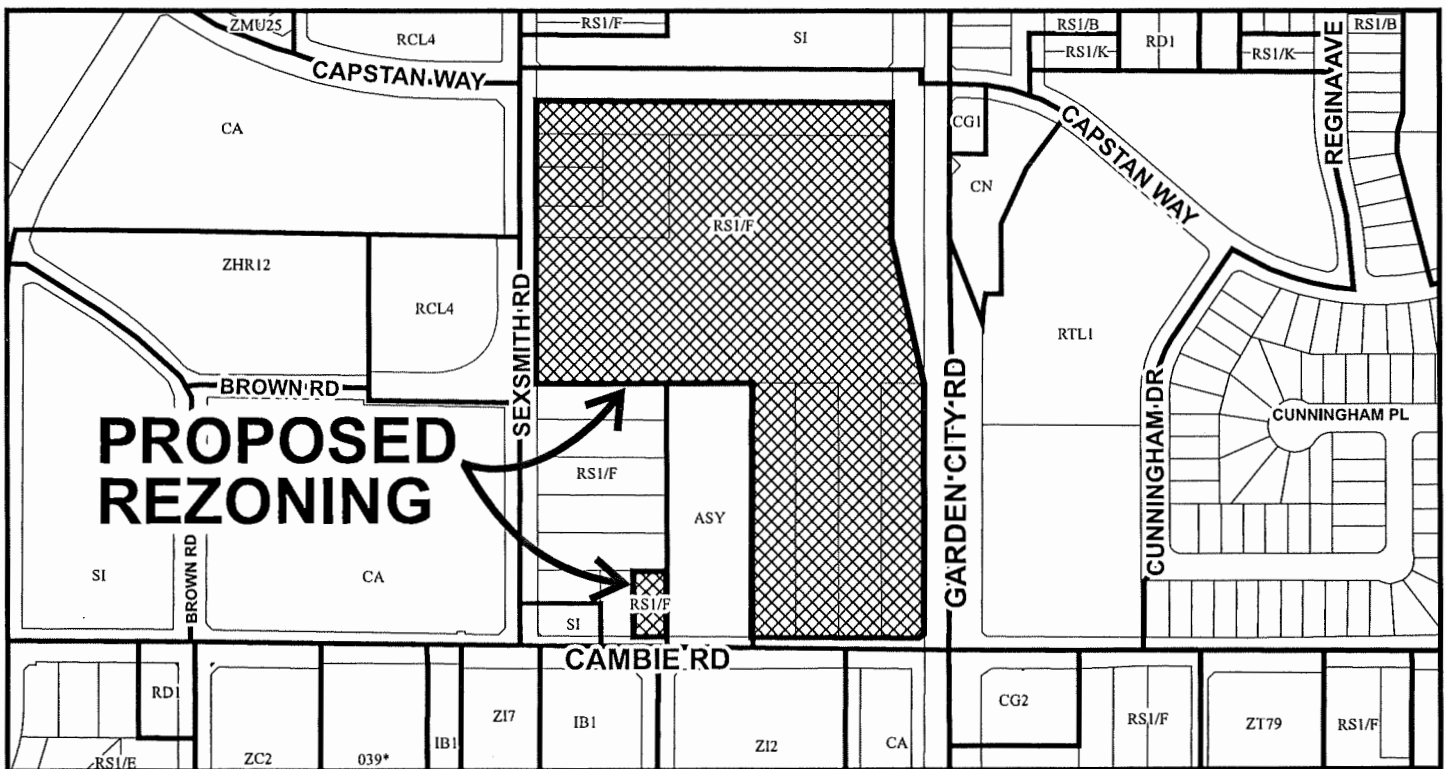 ZMU25
RCL4
RS1/F
SI
RS1/B
RS1/K
RD1
RS1/K
RS1/B
CAPSTAN WAY
REGINA AVE
CA
CG1
CAPSTAN WAY
CN
RS1/F
ZHR12
RCL4
SEXSMITH RD
RTL1
BROWN RD
GARDEN CITY RD
CUNNINGHAM DR
CUNNINGHAM PL
PROPOSED
REZONING
RS1/F
ASY
SI
BROWN RD
CA
RS1/F
SI
CAMBIE RD
RD1
ZC2
039*
IB1
ZI7
IB1
ZI2
CA
CG2
RS1/F
ZT79
RS1/F
RS1/E